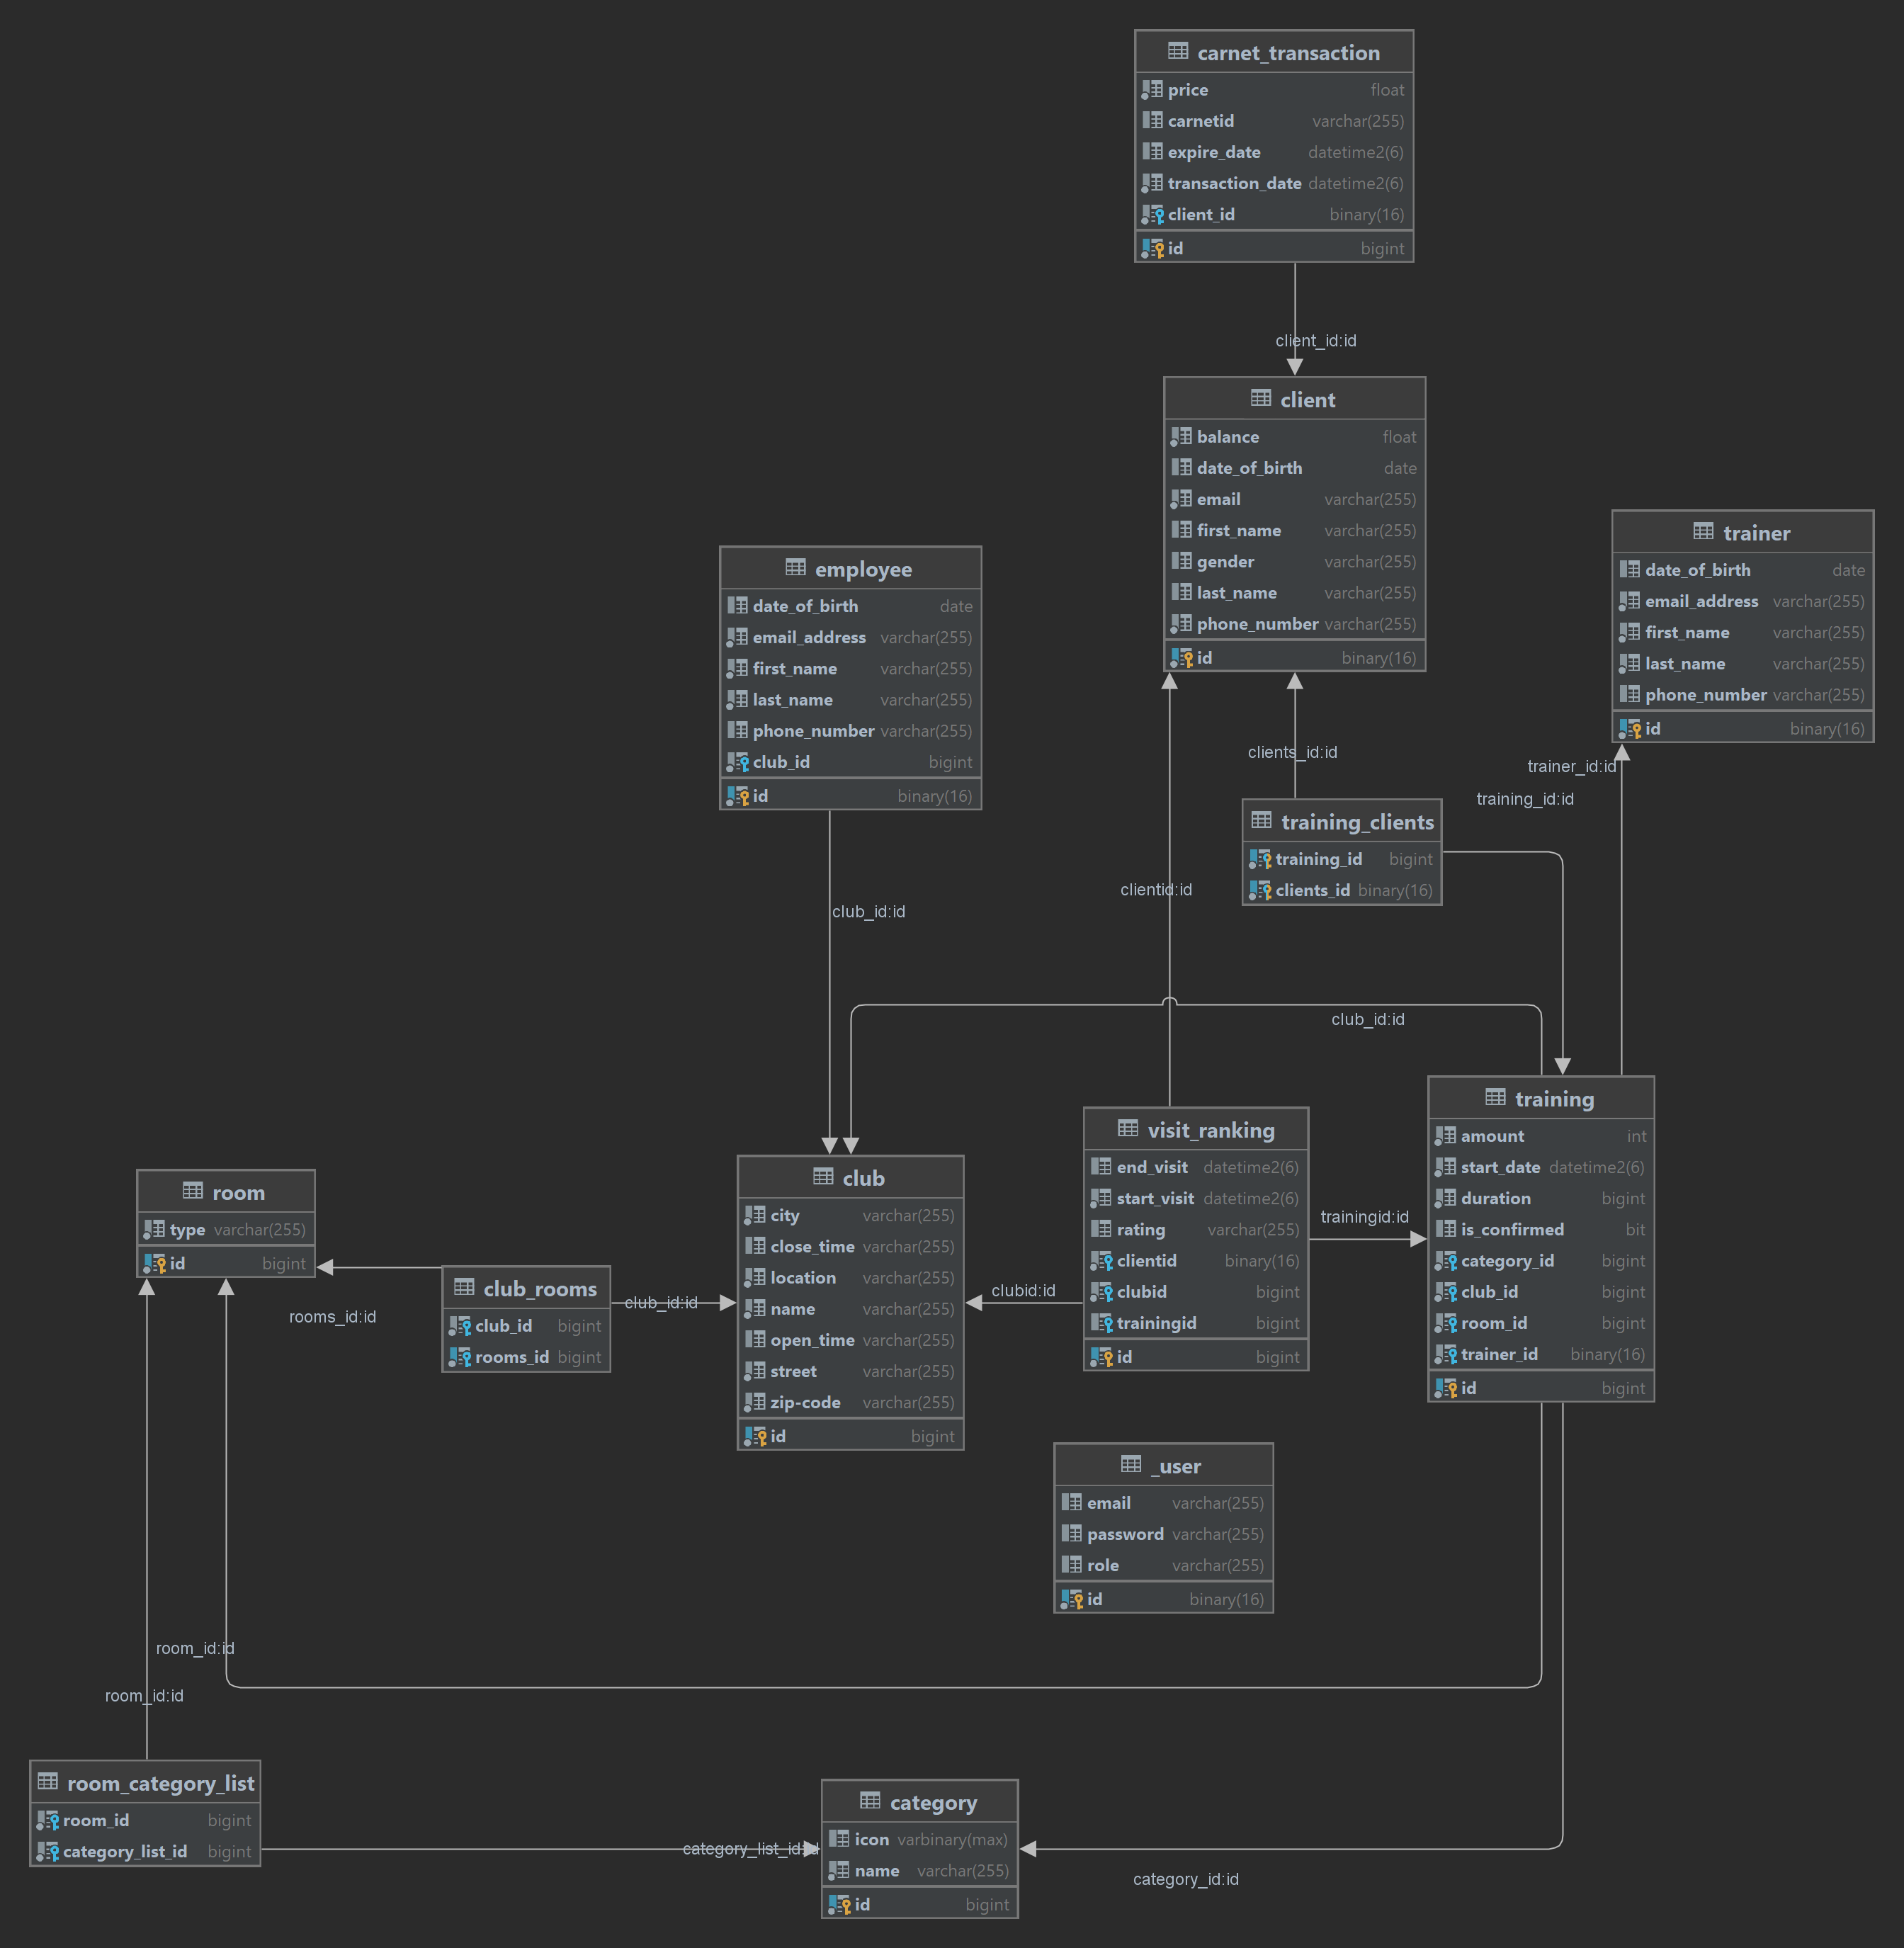 carnet_transaction
price float
carnetid varchar(255)
expire_date datetime2(6)
transaction_date datetime2(6)
client_id binary(16)
id bigint
client_id:id
client
balance float
date_of_birth date
email varchar(255)
first_name varchar(255)
gender varchar(255)
last_name varchar(255)
phone_number varchar(255)
id binary(16)
trainer
date_of_birth date
email_address varchar(255)
first_name varchar(255)
last_name varchar(255)
phone_number varchar(255)
id binary(16)
employee
date_of_birth date
email_address varchar(255)
first_name varchar(255)
last_name varchar(255)
phone_number varchar(255)
club_id bigint
id binary(16)
clients_id:id
trainer_id:id
training_id:id
training_clients
training_id bigint
clients_id binary(16)
clientid:id
club_id:id
club_id:id
training
amount int
start_date datetime2(6)
duration bigint
is_confirmed bit
category_id bigint
club_id bigint
room_id bigint
trainer_id binary(16)
id bigint
visit_ranking
end_visit datetime2(6)
start_visit datetime2(6)
rating varchar(255)
clientid binary(16)
clubid bigint
trainingid bigint
id bigint
trainingid:id
clubid:id
club
city varchar(255)
close_time varchar(255)
location varchar(255)
name varchar(255)
open_time varchar(255)
street varchar(255)
zip-code varchar(255)
id bigint
room
type varchar(255)
id bigint
club_rooms
club_id bigint
rooms_id bigint
rooms_id:id
club_id:id
_user
email varchar(255)
password varchar(255)
role varchar(255)
id binary(16)
room_id:id
room_id:id
room_category_list
room_id bigint
category_list_id bigint
category_list_id:id
category
icon varbinary(max)
name varchar(255)
id bigint
category_id:id